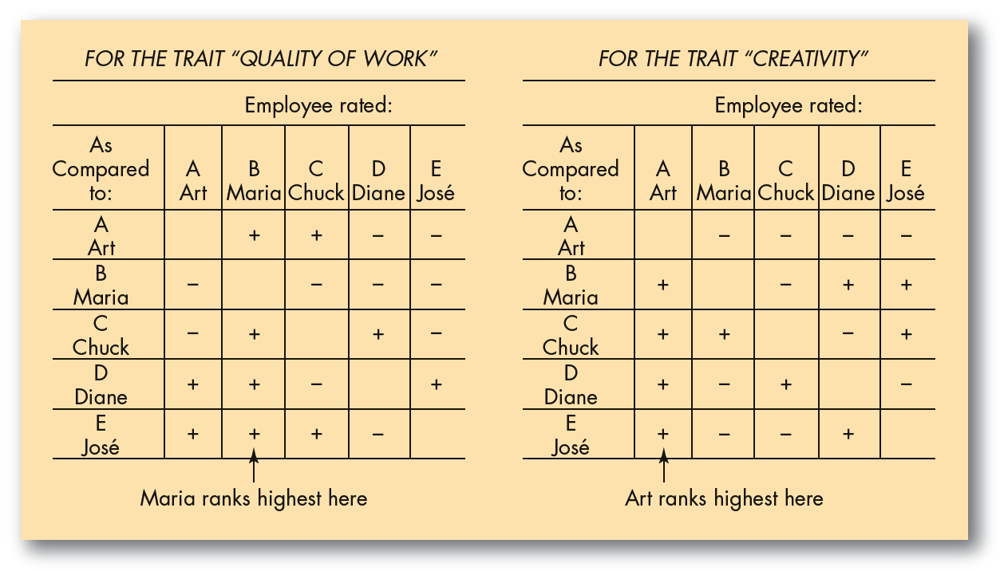 FOR THE TRAIT “QUALITY OF WORK”
Employee rated:
As Compared to: A Art B Maria C Chuck D Diane E José
A Art + + – –
B Maria – – – –
C Chuck – + + –
D Diane + + – +
E José + + + –
Maria ranks highest here
FOR THE TRAIT “CREATIVITY”
Employee rated:
As Compared to: A Art B Maria C Chuck D Diane E José
A Art – – – –
B Maria + – + +
C Chuck + + – +
D Diane + – + –
E José + – – +
Art ranks highest here